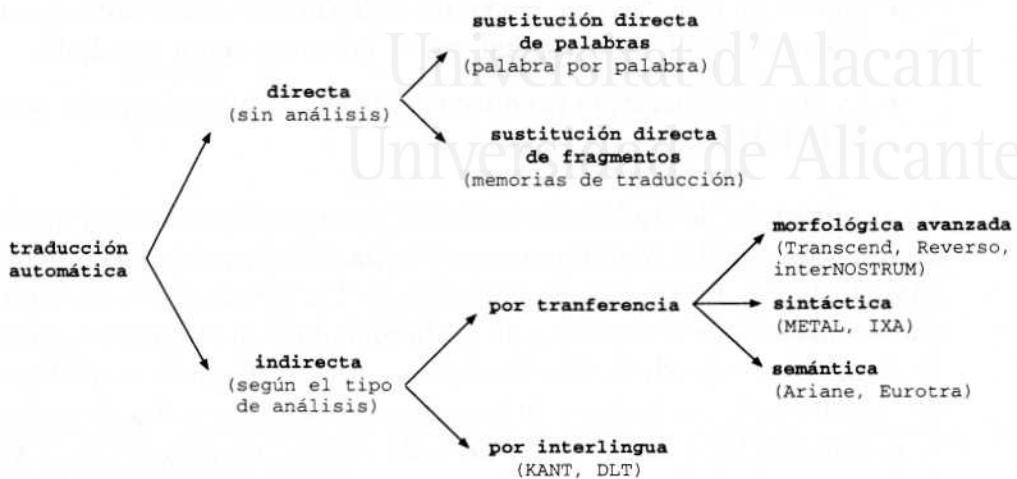 sustitución directa
de palabras
(palabra por palabra)
Universitat d'Alacant
directa
(sin análisis)
sustitución directa
de fragmentos
(memorias de traducción)
Universidad de Alicante
traducción
automática
morfológica avanzada
(Transcend, Reverso,
interNOSTRUM)
por tranferencia
sintáctica
(METAL, IXA)
indirecta
(según el tipo
de análisis)
semántica
(Ariane, Eurotra)
por interlingua
(KANT, DLT)